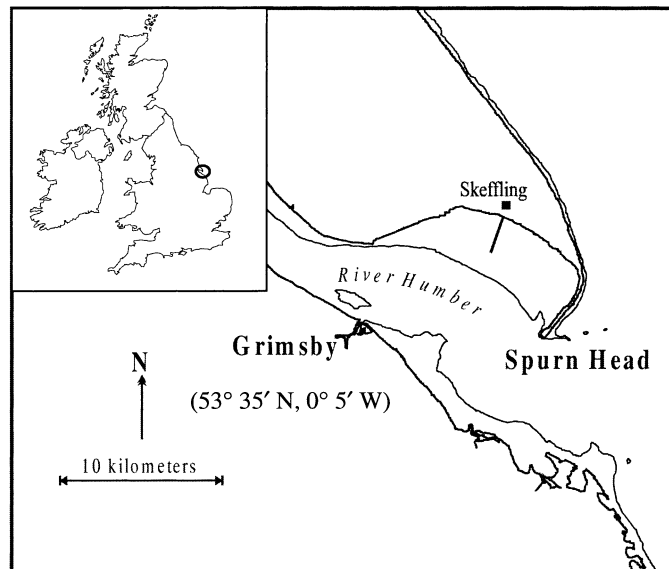 Skeffling
River Humber
Grimsby
Spurn Head
N
(53° 35′ N, 0° 5′ W)
10 kilometers